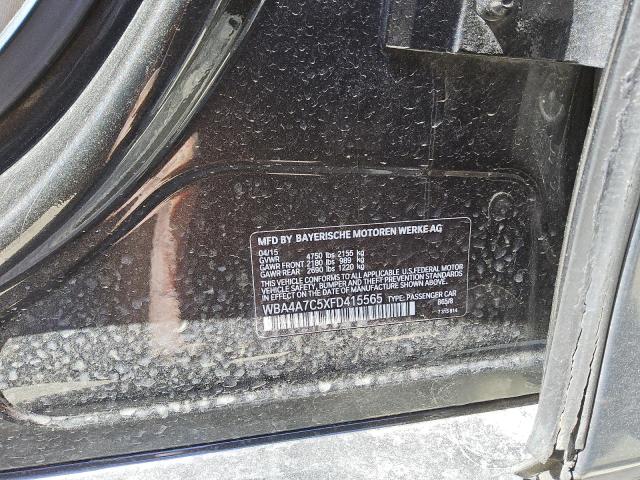 MFD BY BAYERISCHE MOTOREN WERKE AG
04/15
GVWR 4750 lbs 2155 kg
GAWR FRONT 2180 lbs 989 kg
GAWR REAR 2690 lbs 1220 kg
THIS VEHICLE CONFORMS TO ALL APPLICABLE U.S. FEDERAL MOTOR
VEHICLE SAFETY, BUMPER, AND THEFT PREVENTION STANDARDS
IN EFFECT ON THE DATE OF MANUFACTURE SHOWN ABOVE.
WBA4A7C5XFD415565 TYPE: PASSENGER CAR